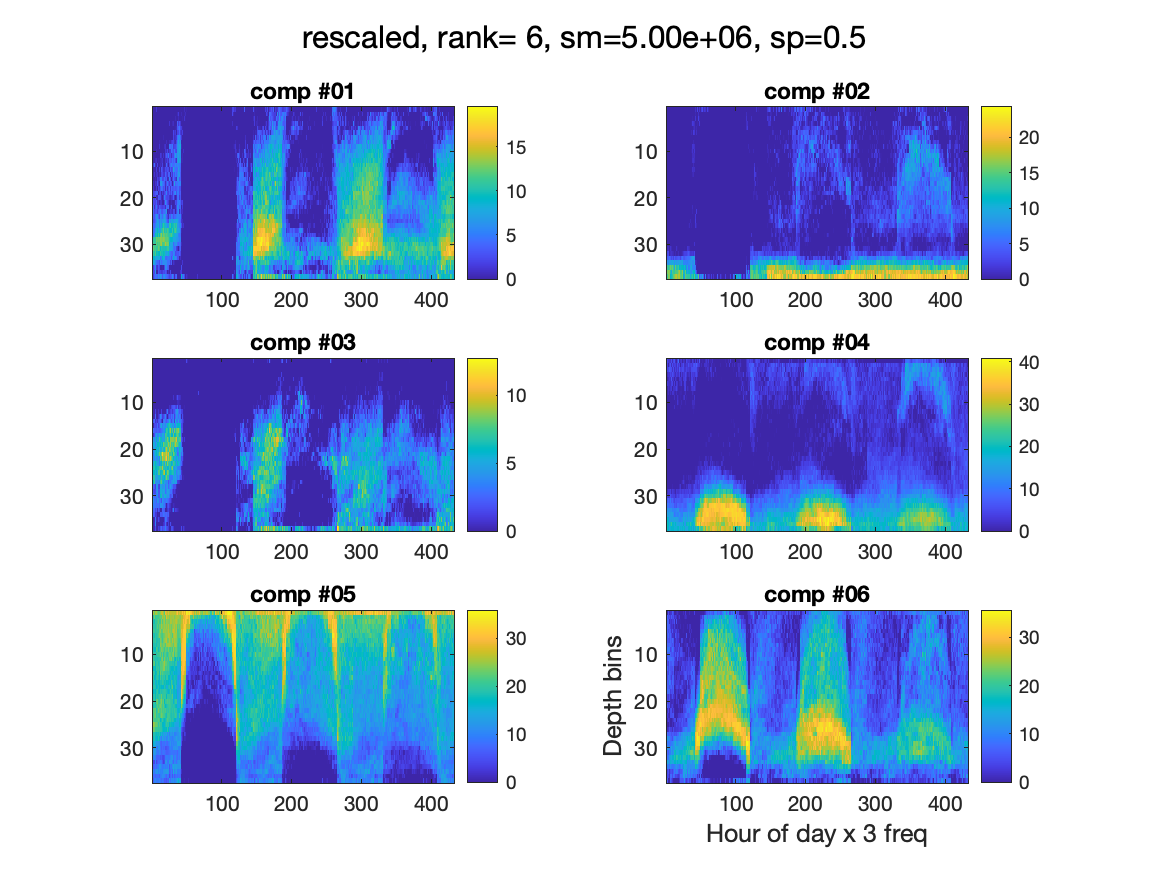 rescaled, rank= 6, sm=5.00e+06, sp=0.5
comp #01
10
20
30
100 200 300 400
15
10
5
0
comp #02
10
20
30
100 200 300 400
20
15
10
5
0
comp #03
10
20
30
100 200 300 400
10
5
0
comp #04
10
20
30
100 200 300 400
40
30
20
10
0
comp #05
10
20
30
100 200 300 400
30
20
10
0
comp #06
Depth bins
10
20
30
100 200 300 400
Hour of day x 3 freq
30
20
10
0